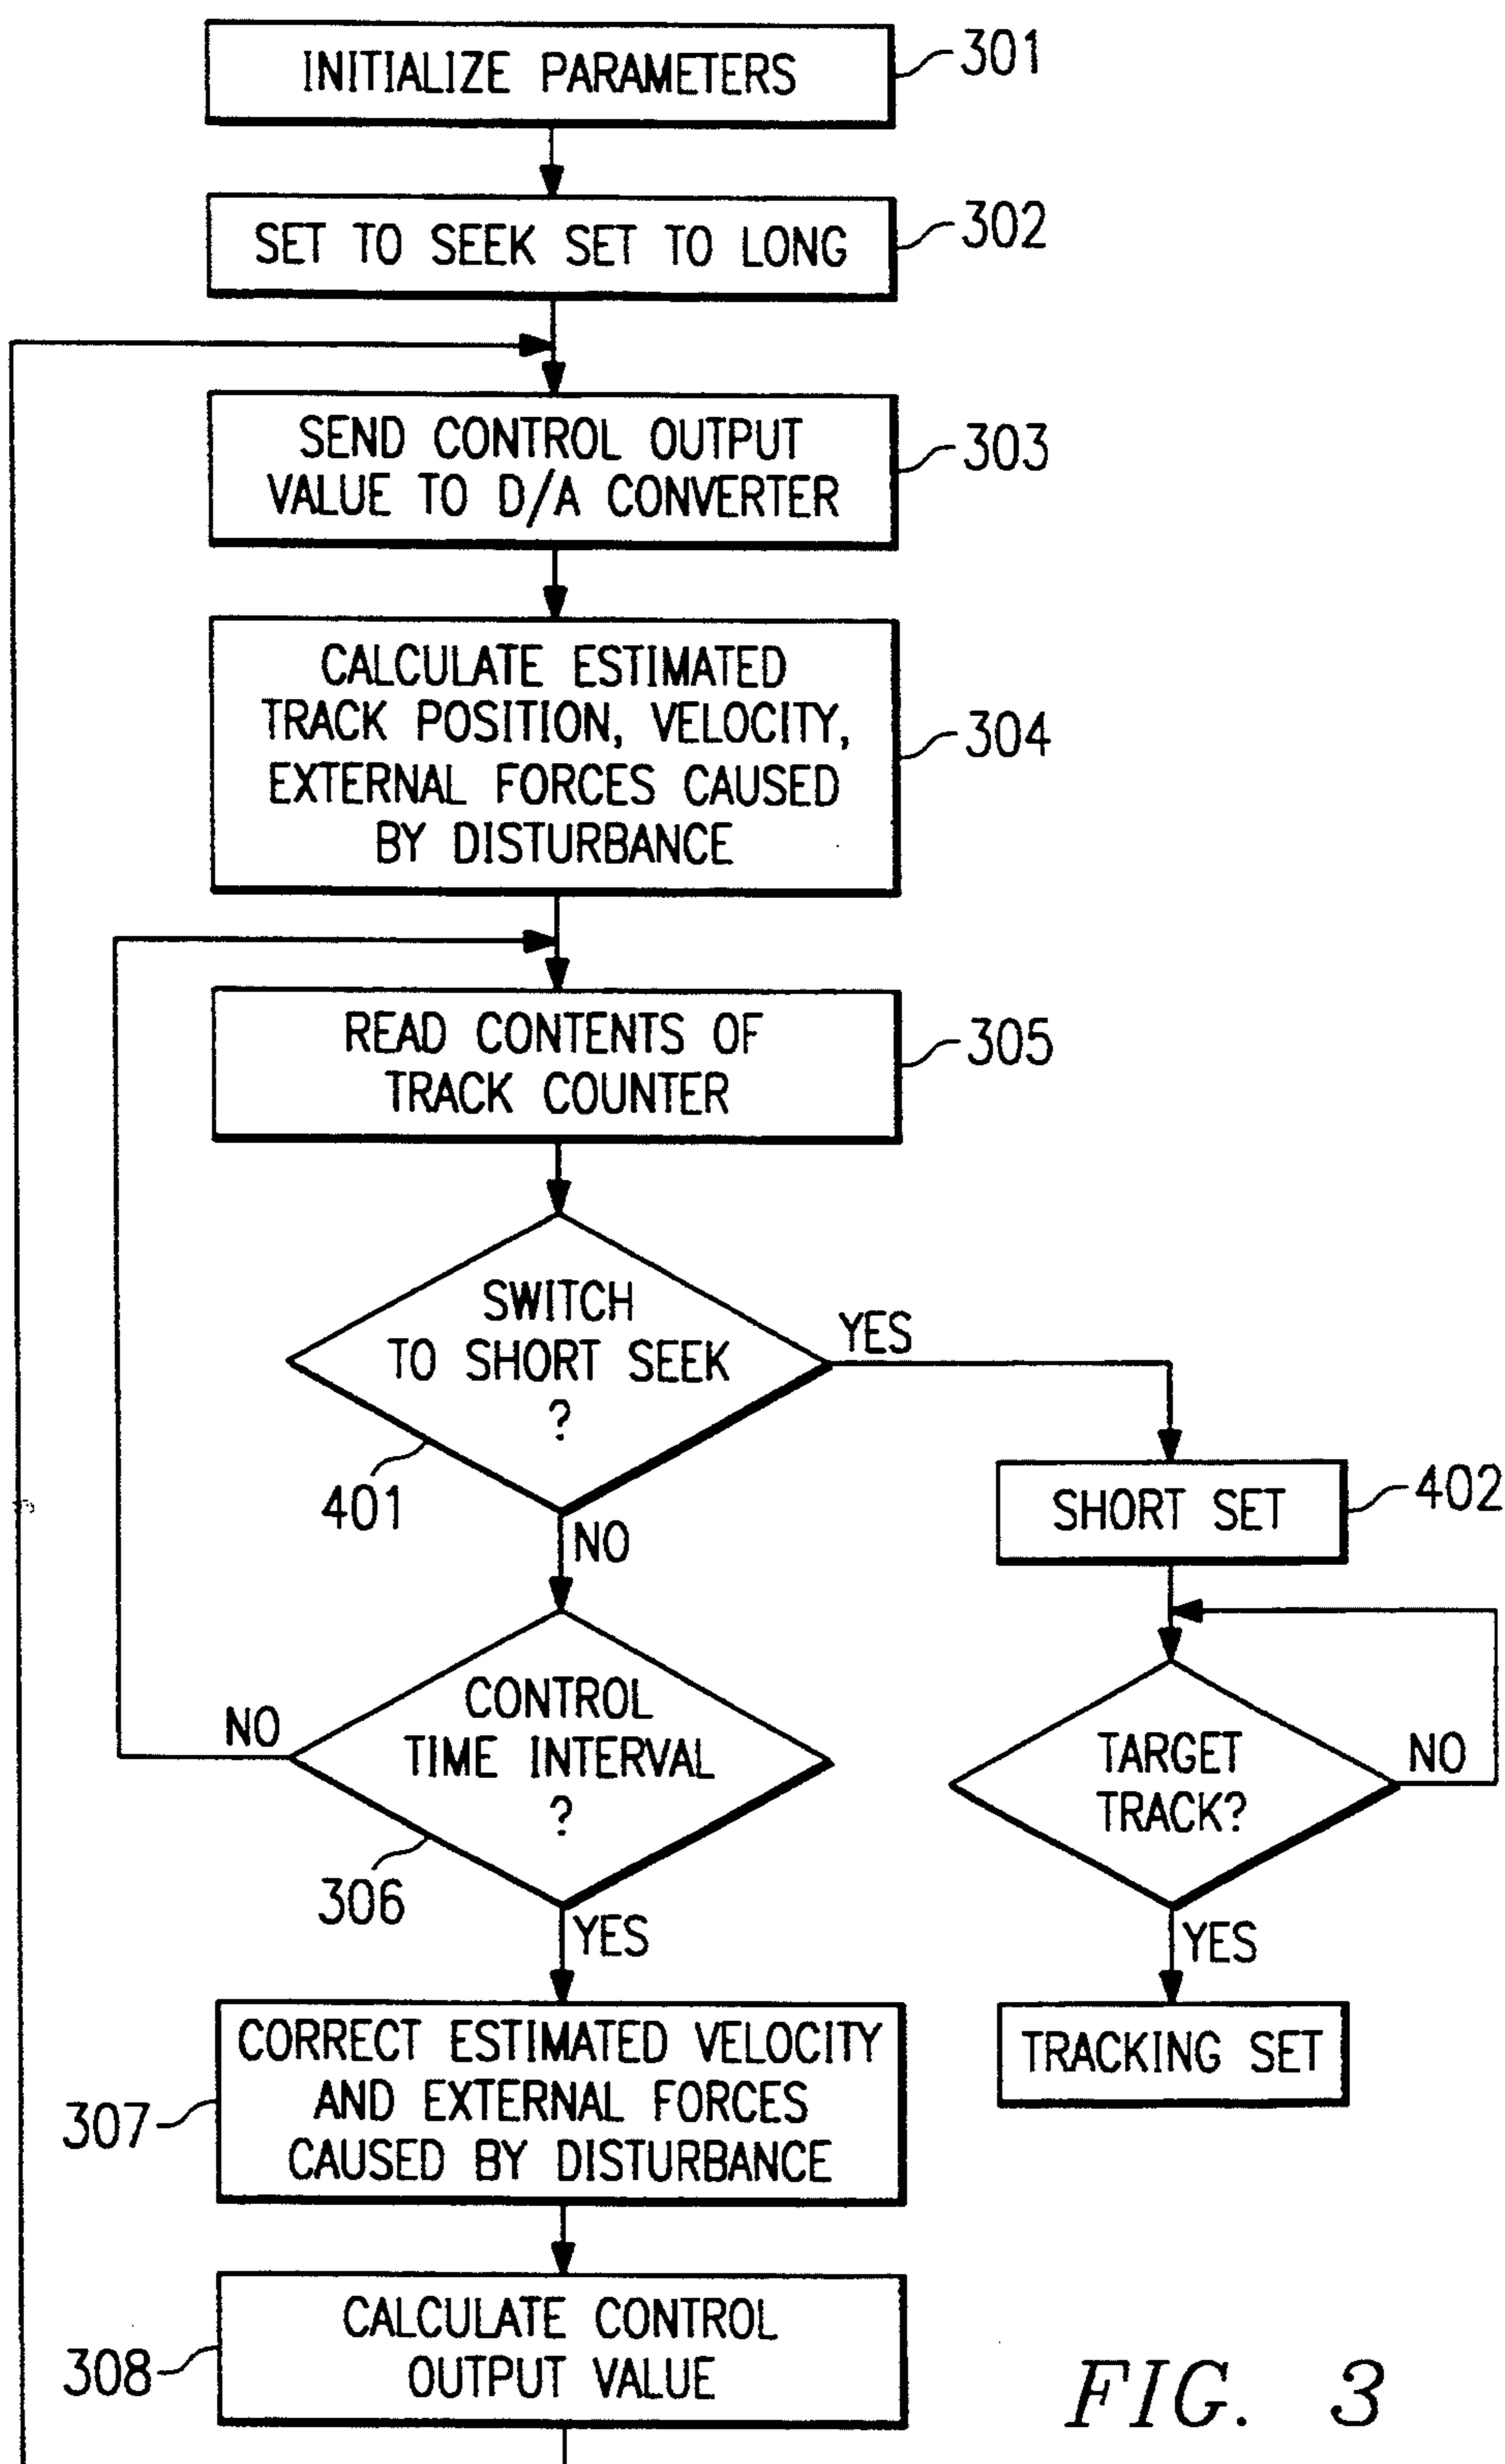 INITIALIZE PARAMETERS
301
SET TO SEEK SET TO LONG
302
SEND CONTROL OUTPUT
VALUE TO D/A CONVERTER
303
CALCULATE ESTIMATED
TRACK POSITION, VELOCITY,
EXTERNAL FORCES CAUSED
BY DISTURBANCE
304
READ CONTENTS OF
TRACK COUNTER
305
SWITCH
TO SHORT SEEK
?
YES
401
NO
SHORT SET
402
CONTROL
TIME INTERVAL
?
NO
306
YES
TARGET
TRACK?
NO
YES
CORRECT ESTIMATED VELOCITY
AND EXTERNAL FORCES
CAUSED BY DISTURBANCE
307
TRACKING SET
CALCULATE CONTROL
OUTPUT VALUE
308
FIG. 3